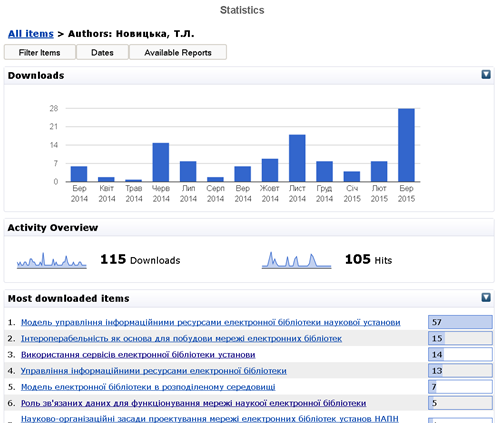 Statistics
All items > Authors: Новицька, Т.Л.
Filter Items Dates Available Reports
Downloads
28
21
14
7
0
Бер Квіт Трав Черв Лип Серп Вер Жовт Лист Груд Січ Лют Бер
2014 2014 2014 2014 2014 2014 2014 2014 2014 2014 2015 2015 2015
Activity Overview
115 Downloads 105 Hits
Most downloaded items
1. Модель управління інформаційними ресурсами електронної бібліотеки наукової установи 57
2. Інтероперабельність як основа для побудови мережі електронних бібліотек 15
3. Використання сервісів електронної бібліотеки установи 14
4. Управління інформаційними ресурсами електронної бібліотеки 13
5. Модель електронної бібліотеки в розподіленому середовищі 7
6. Роль зв'язаних даних для функціонування мережі наукоої електронної бібліотеки 5
Науково-організаційні засади проектування мережі електронних бібліотек установ НАПН